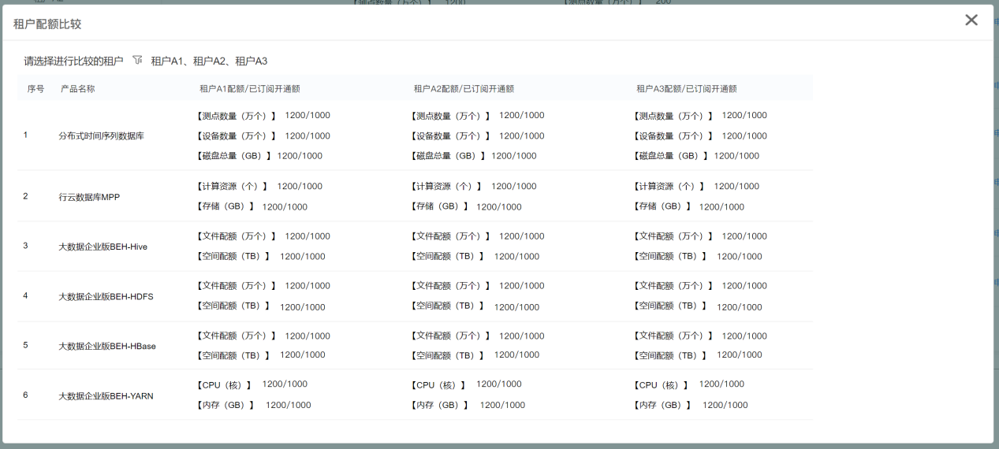 【测点数量（万个）】 1200 【测点数量（万个）】 200
租户配额比较
请选择进行比较的租户 租户A1、租户A2、租户A3
序号 产品名称 租户A1配额/已订阅开通额 租户A2配额/已订阅开通额 租户A3配额/已订阅开通额
【测点数量（万个）】 1200/1000 【测点数量（万个）】 1200/1000 【测点数量（万个）】 1200/1000
1 分布式时间序列数据库 【设备数量（万个）】 1200/1000 【设备数量（万个）】 1200/1000 【设备数量（万个）】 1200/1000
【磁盘总量（GB）】 1200/1000 【磁盘总量（GB）】 1200/1000 【磁盘总量（GB）】 1200/1000
【计算资源（个）】 1200/1000 【计算资源（个）】 1200/1000 【计算资源（个）】 1200/1000
2 行云数据库MPP
【存储（GB）】 1200/1000 【存储（GB）】 1200/1000 【存储（GB）】 1200/1000
【文件配额（万个）】 1200/1000 【文件配额（万个）】 1200/1000 【文件配额（万个）】 1200/1000
3 大数据企业版BEH-Hive
【空间配额（TB）】 1200/1000 【空间配额（TB）】 1200/1000 【空间配额（TB）】 1200/1000
【文件配额（万个）】 1200/1000 【文件配额（万个）】 1200/1000 【文件配额（万个）】 1200/1000
4 大数据企业版BEH-HDFS
【空间配额（TB）】 1200/1000 【空间配额（TB）】 1200/1000 【空间配额（TB）】 1200/1000
【文件配额（万个）】 1200/1000 【文件配额（万个）】 1200/1000 【文件配额（万个）】 1200/1000
5 大数据企业版BEH-HBase
【空间配额（TB）】 1200/1000 【空间配额（TB）】 1200/1000 【空间配额（TB）】 1200/1000
【CPU（核）】 1200/1000 【CPU（核）】 1200/1000 【CPU（核）】 1200/1000
6 大数据企业版BEH-YARN
【内存（GB）】 1200/1000 【内存（GB）】 1200/1000 【内存（GB）】 1200/1000